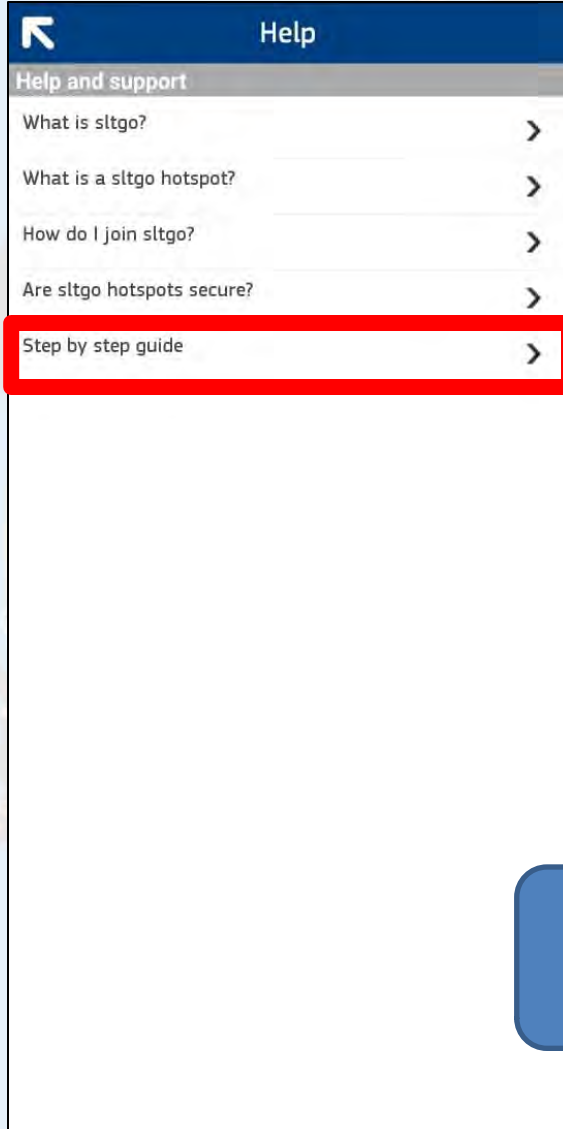 Help
Help and support
What is sltgo?
What is a sltgo hotspot?
How do I join sltgo?
Are sltgo hotspots secure?
Step by step guide